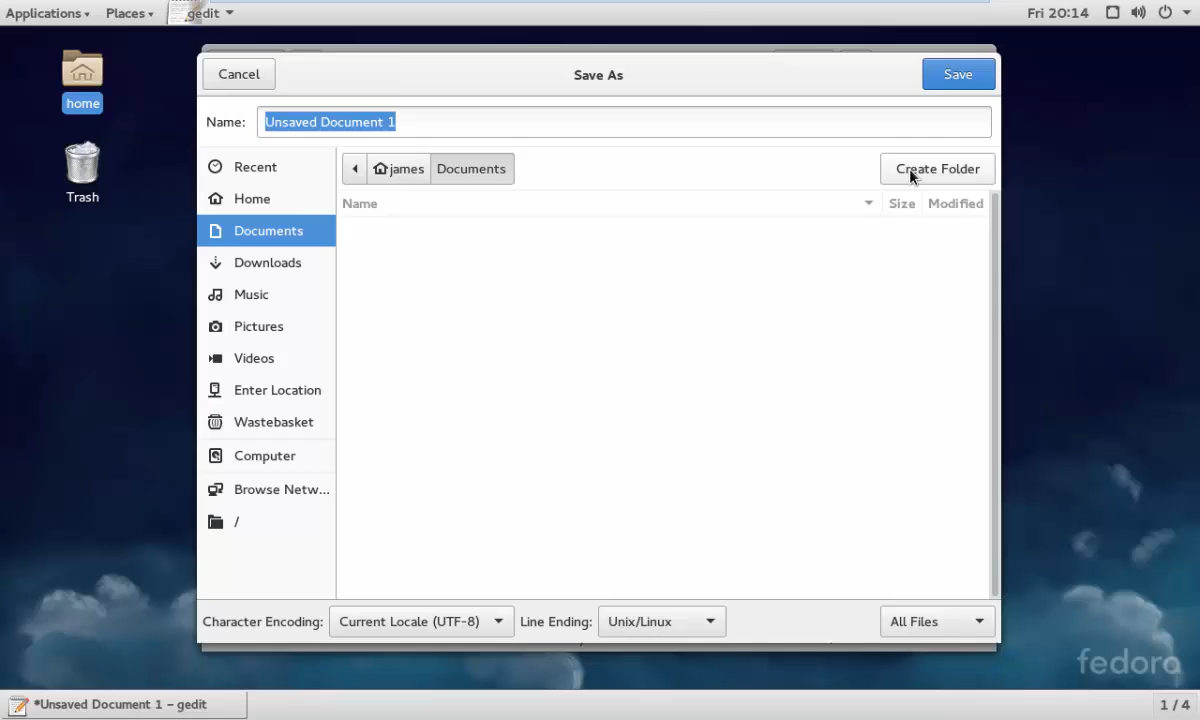 Applications Places gedit Fri 20:14
home
Trash
Cancel Save As Save
Name: Unsaved Document 1
Recent
Home
Documents
Downloads
Music
Pictures
Videos
Enter Location
Wastebasket
Computer
Browse Netw...
/
james Documents Create Folder
Name Size Modified
Character Encoding: Current Locale (UTF-8) Line Ending: Unix/Linux All Files
fedora
*Unsaved Document 1 - gedit 1 / 4